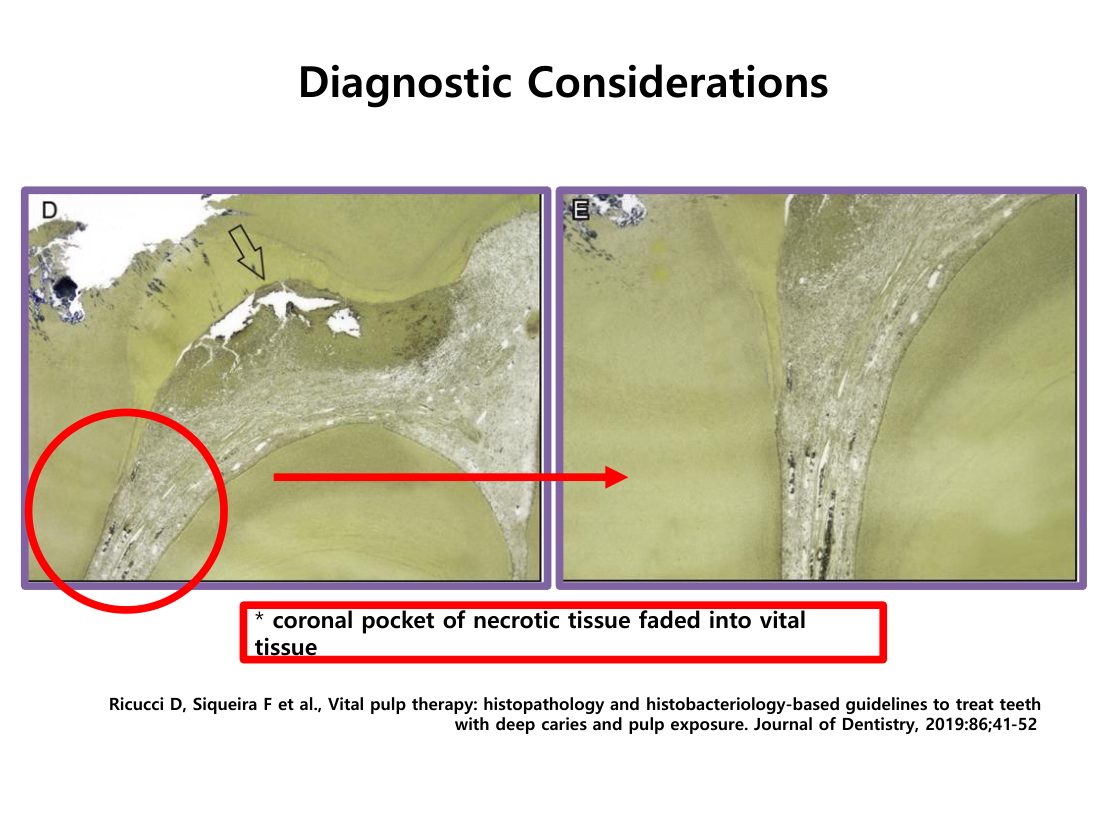 Diagnostic Considerations
D
E
* coronal pocket of necrotic tissue faded into vital
tissue
Ricucci D, Siqueira F et al., Vital pulp therapy: histopathology and histobacteriology-based guidelines to treat teeth
with deep caries and pulp exposure. Journal of Dentistry, 2019:86;41-52